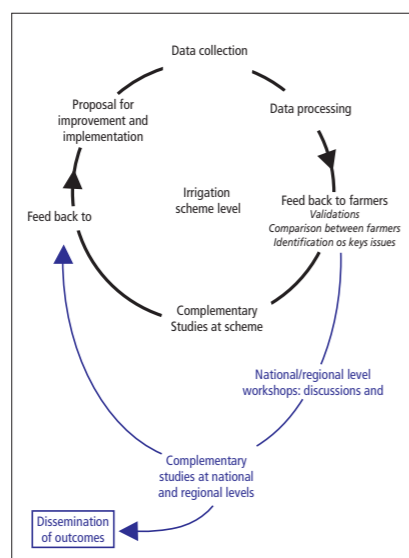 Data collection
Data processing
Proposal for
improvement and
implementation
Irrigation
scheme level
Feed back to farmers
Validations
Comparison between farmers
Identification os keys issues
Feed back to
Complementary
Studies at scheme
National/regional level
workshops: discussions and
Complementary
studies at national
and regional levels
Dissemination
of outcomes